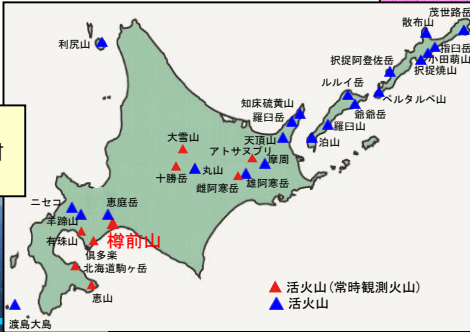 茂世路岳
散布山
指臼岳
小田萌山
択捉焼山
択捉阿登佐岳
ベルタルベ山
ルルイ岳
爺爺岳
羅臼山
泊山
利尻山
知床硫黄山
羅臼岳
天頂山
アトサヌプリ
摩周
雄阿寒岳
雌阿寒岳
大雪山
十勝岳
丸山
ニセコ
羊蹄山
恵庭岳
樽前山
有珠山
倶多楽
北海道駒ヶ岳
恵山
渡島大島
活火山(常時観測火山)
活火山